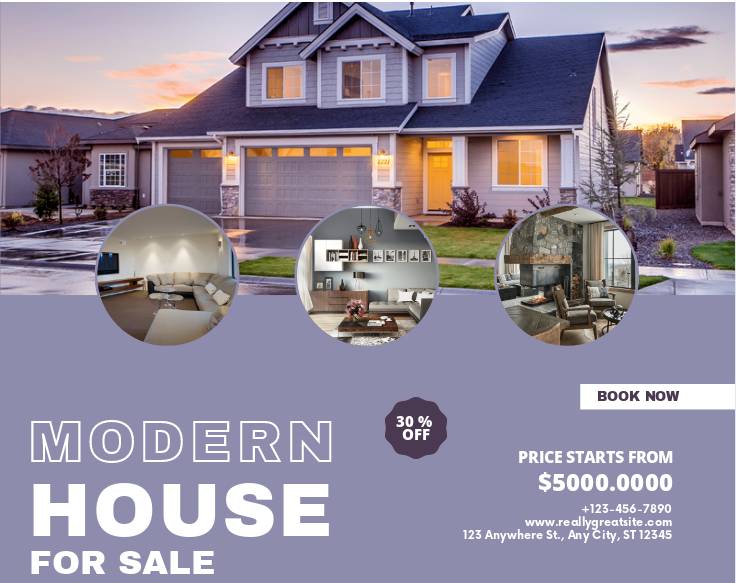 BOOK NOW
MODERN
HOUSE
FOR SALE
30 %
OFF
PRICE STARTS FROM
$5000.0000
+123-456-7890
www.reallygreatsite.com
123 Anywhere St., Any City, ST 12345